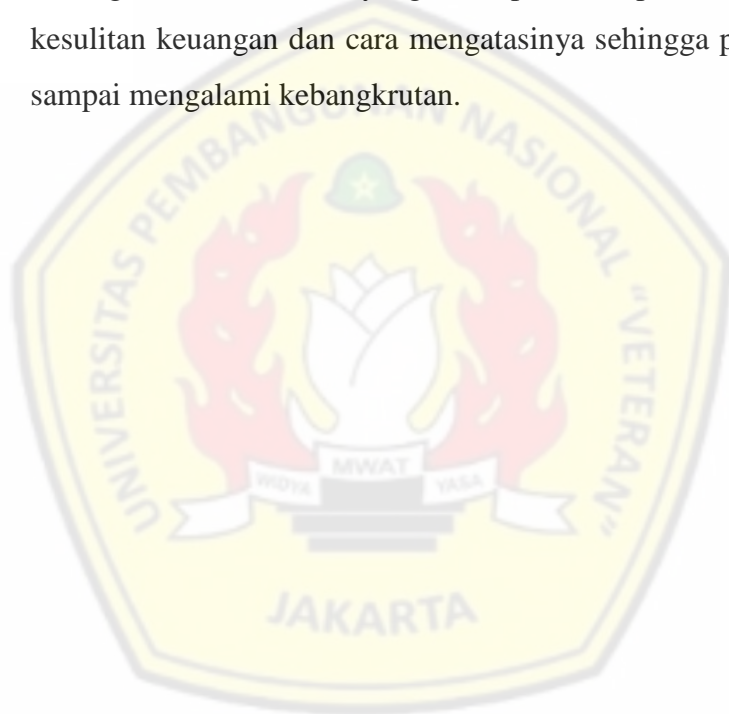 kesulitan keuangan dan cara mengatasinya sehingga p
sampai mengalami kebangkrutan.
UNIVERSITAS PEMBANGUNAN NASIONAL "VETERAN"
WIDYA MWAT YASA
JAKARTA